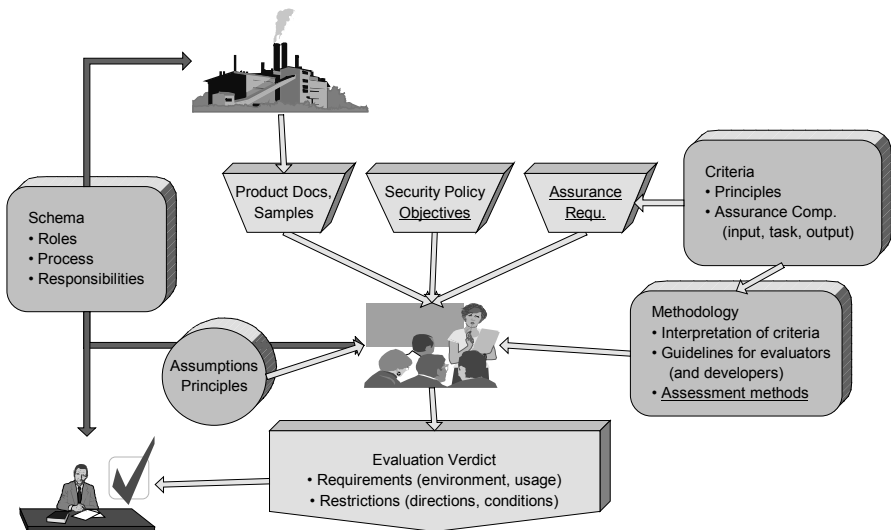 Product Docs,
Samples
Security Policy
Objectives
Assurance
Requ.
Criteria
• Principles
• Assurance Comp.
(input, task, output)
Schema
• Roles
• Process
• Responsibilities
Methodology
• Interpretation of criteria
• Guidelines for evaluators
(and developers)
• Assessment methods
Assumptions
Principles
Evaluation Verdict
• Requirements (environment, usage)
• Restrictions (directions, conditions)